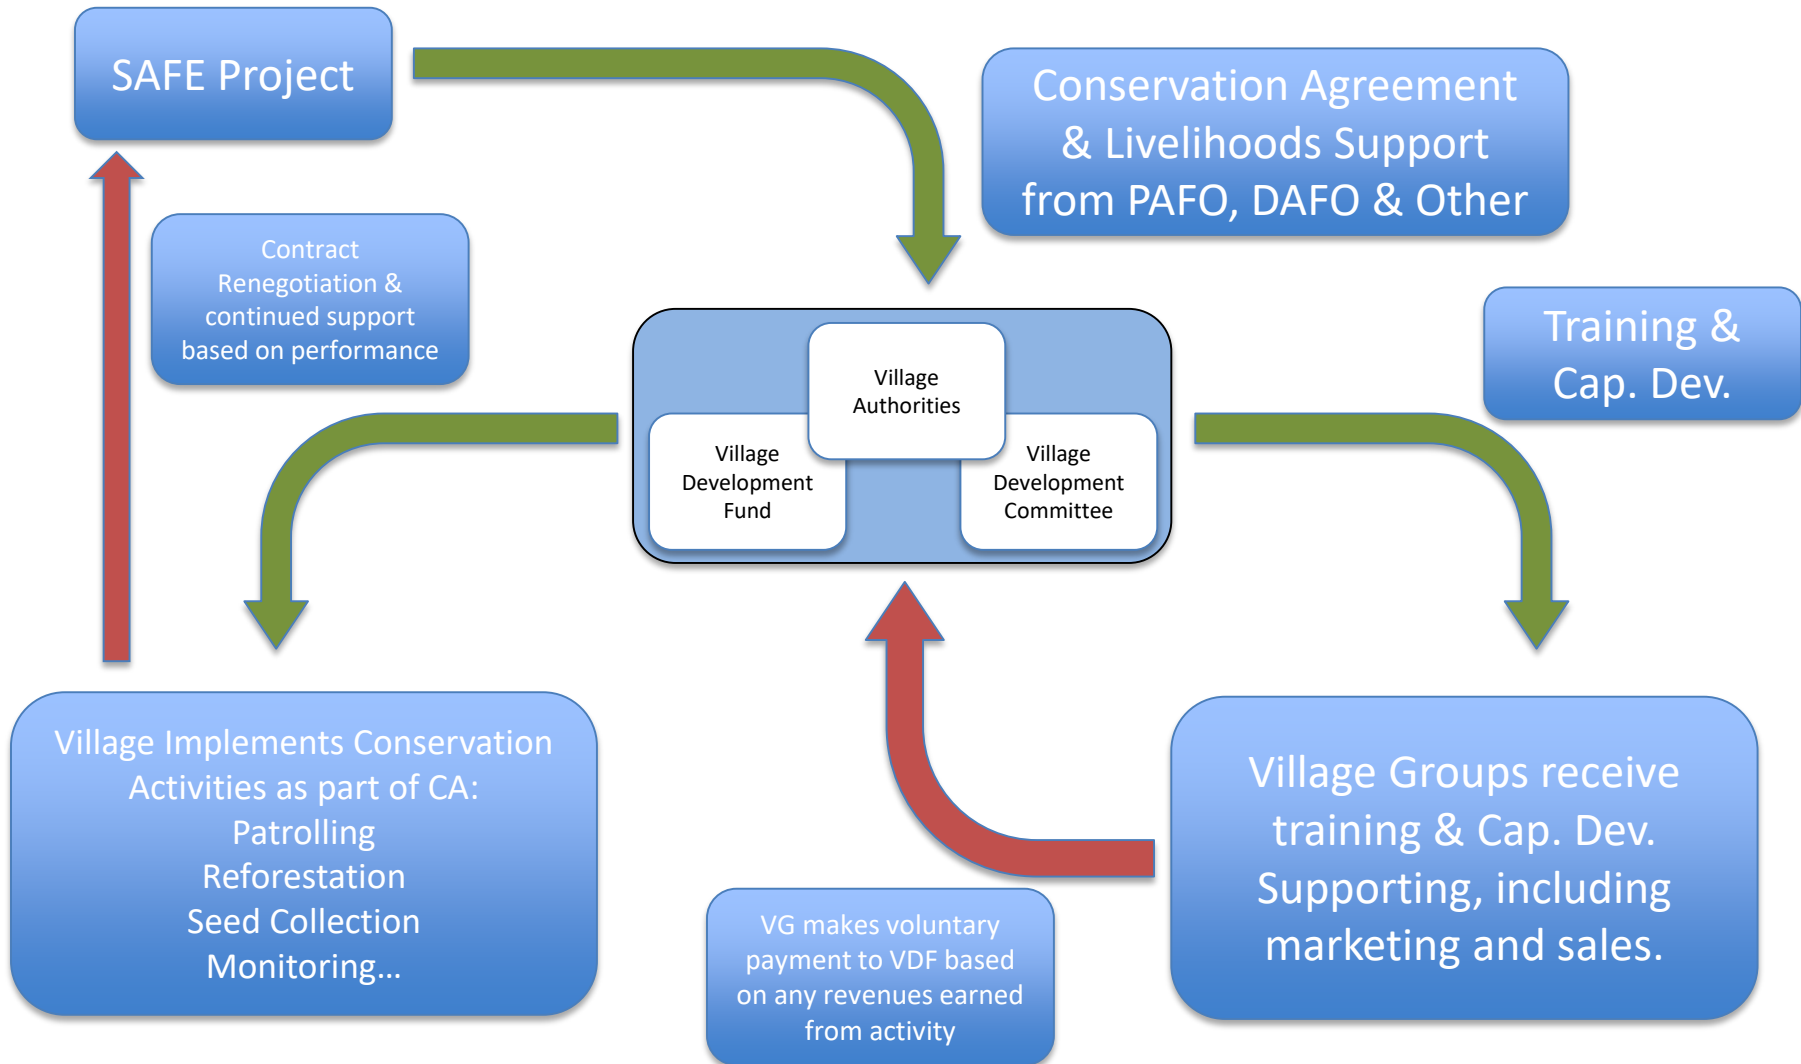 SAFE Project
Conservation Agreement
& Livelihoods Support
from PAFO, DAFO & Other
Contract
Renegotiation &
continued support
based on performance
Training &
Cap. Dev.
Village
Authorities
Village
Development
Fund
Village
Development
Committee
Village Implements Conservation
Activities as part of CA:
Patrolling
Reforestation
Seed Collection
Monitoring…
VG makes voluntary
payment to VDF based
on any revenues earned
from activity
Village Groups receive
training & Cap. Dev.
Supporting, including
marketing and sales.